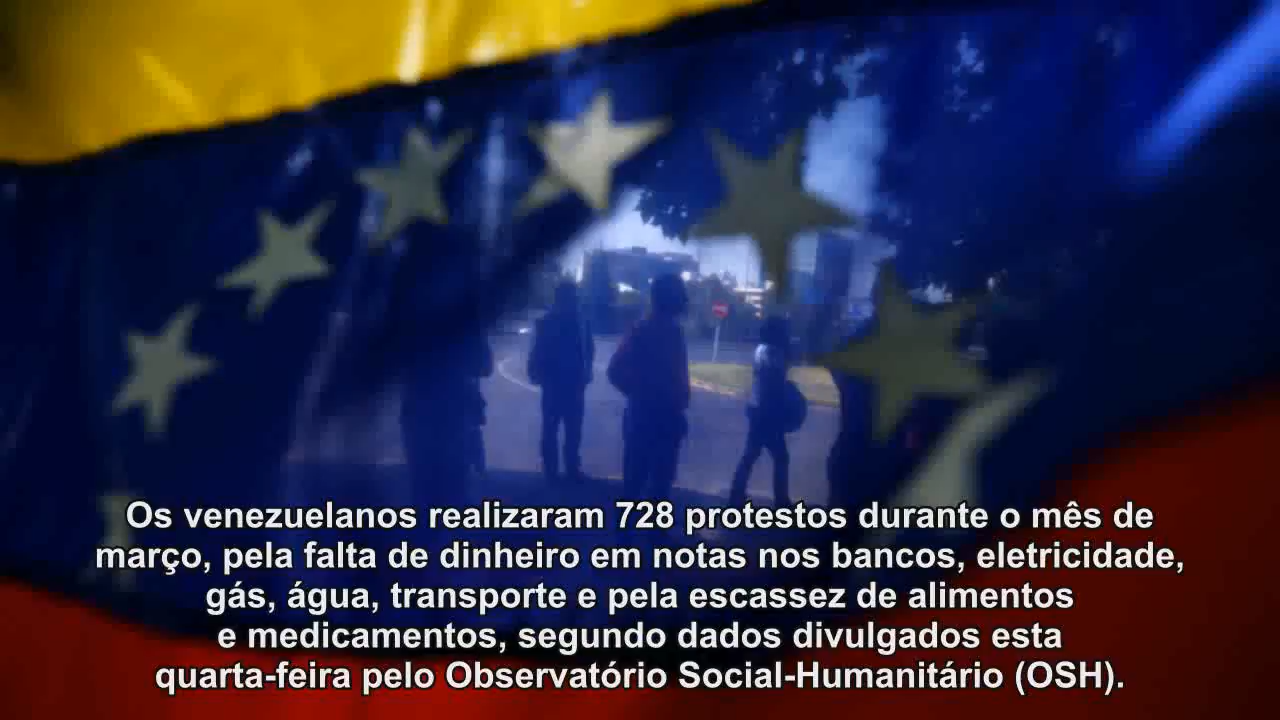 Os venezuelanos realizaram 728 protestos durante o mês de
março, pela falta de dinheiro em notas nos bancos, eletricidade,
gás, água, transporte e pela escassez de alimentos
e medicamentos, segundo dados divulgados esta
quarta-feira pelo Observatório Social-Humanitário (OSH).